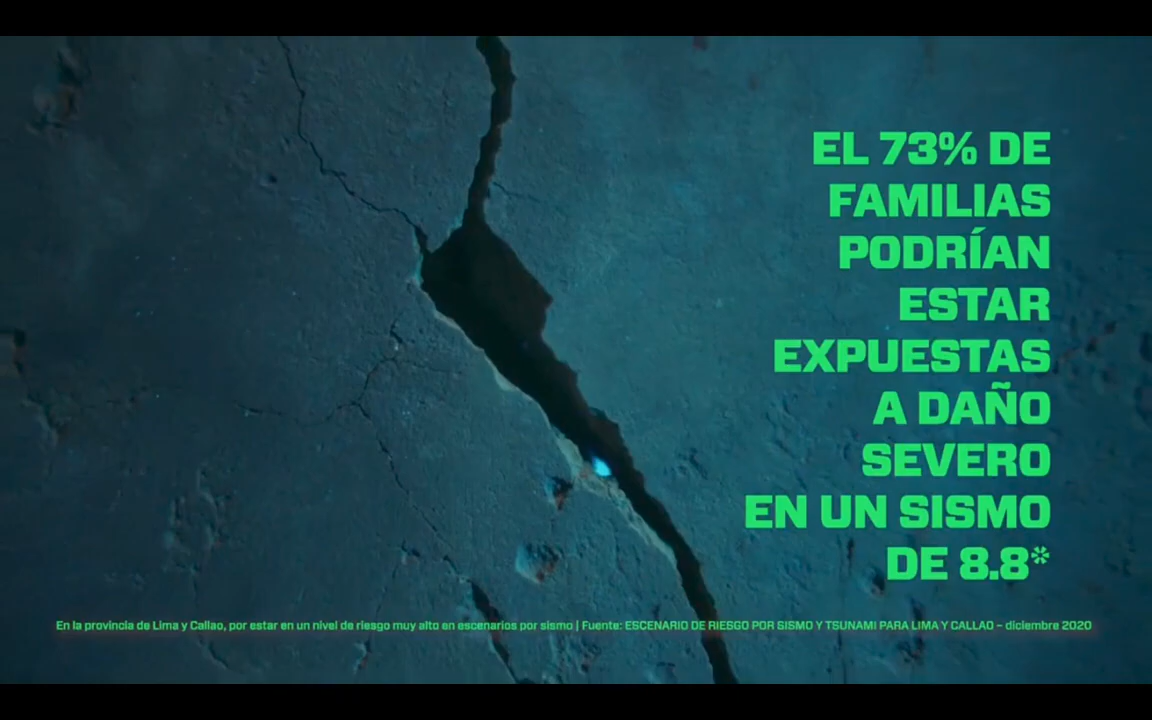 EL 73% DE
FAMILIAS
PODRÍAN
ESTAR
EXPUESTAS
A DAÑO
SEVERO
EN UN SISMO
DE 8.8*
En la provincia de Lima y Callao, por estar en un nivel de riesgo muy alto en escenarios por sismo | Fuente: ESCENARIO DE RIESGO POR SISMO Y TSUNAMI PARA LIMA Y CALLAO – diciembre 2020